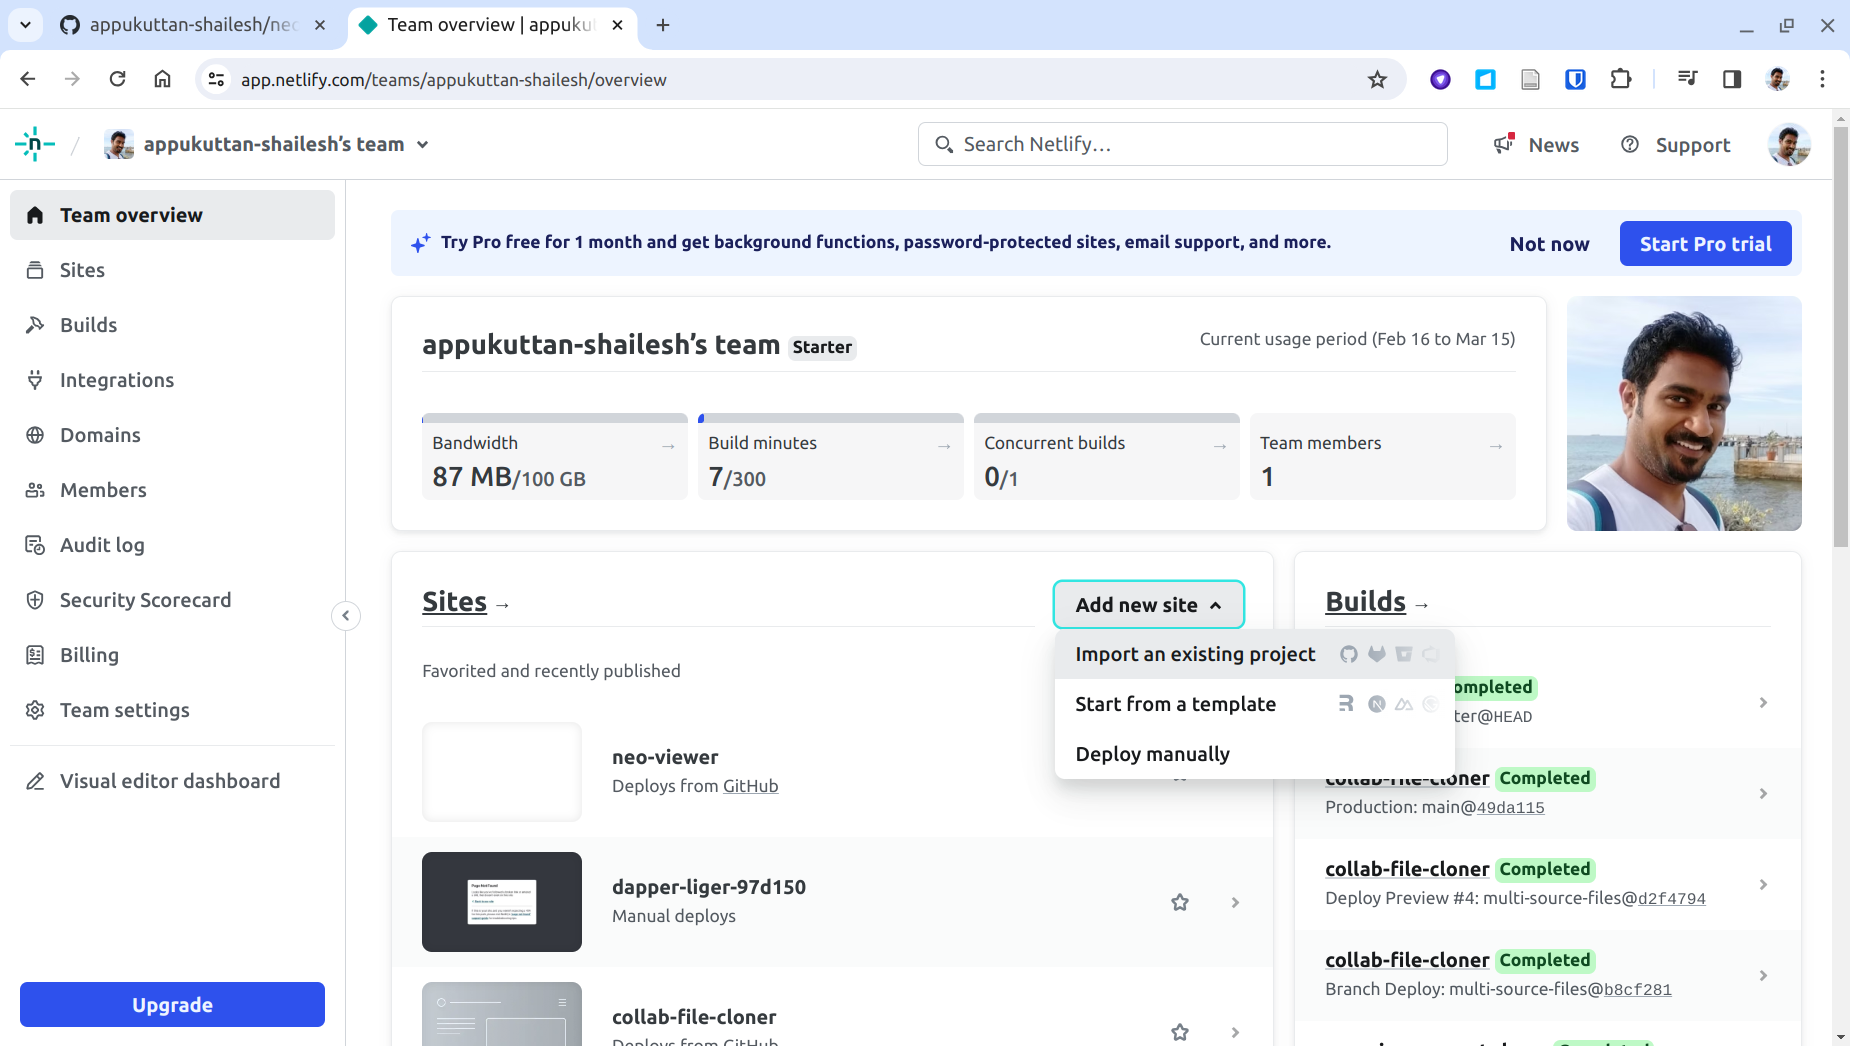 appukuttan-shailesh/neo
Team overview | appuku
app.netlify.com/teams/appukuttan-shailesh/overview
appukuttan-shailesh’s team
Search Netlify…
News
Support
Team overview
Sites
Builds
Integrations
Domains
Members
Audit log
Security Scorecard
Billing
Team settings
Visual editor dashboard
Upgrade
Try Pro free for 1 month and get background functions, password-protected sites, email support, and more.
Not now
Start Pro trial
appukuttan-shailesh’s team Starter
Current usage period (Feb 16 to Mar 15)
Bandwidth →
87 MB/100 GB
Build minutes →
7/300
Concurrent builds →
0/1
Team members →
1
Sites →
Add new site
Import an existing project
Start from a template
Deploy manually
Favorited and recently published
neo-viewer
Deploys from GitHub
dapper-liger-97d150
Manual deploys
collab-file-cloner
Deploys from GitHub
Builds →
ompleted
ter@HEAD
collab-file-cloner Completed
Production: main@49da115
collab-file-cloner Completed
Deploy Preview #4: multi-source-files@d2f4794
collab-file-cloner Completed
Branch Deploy: multi-source-files@b8cf281